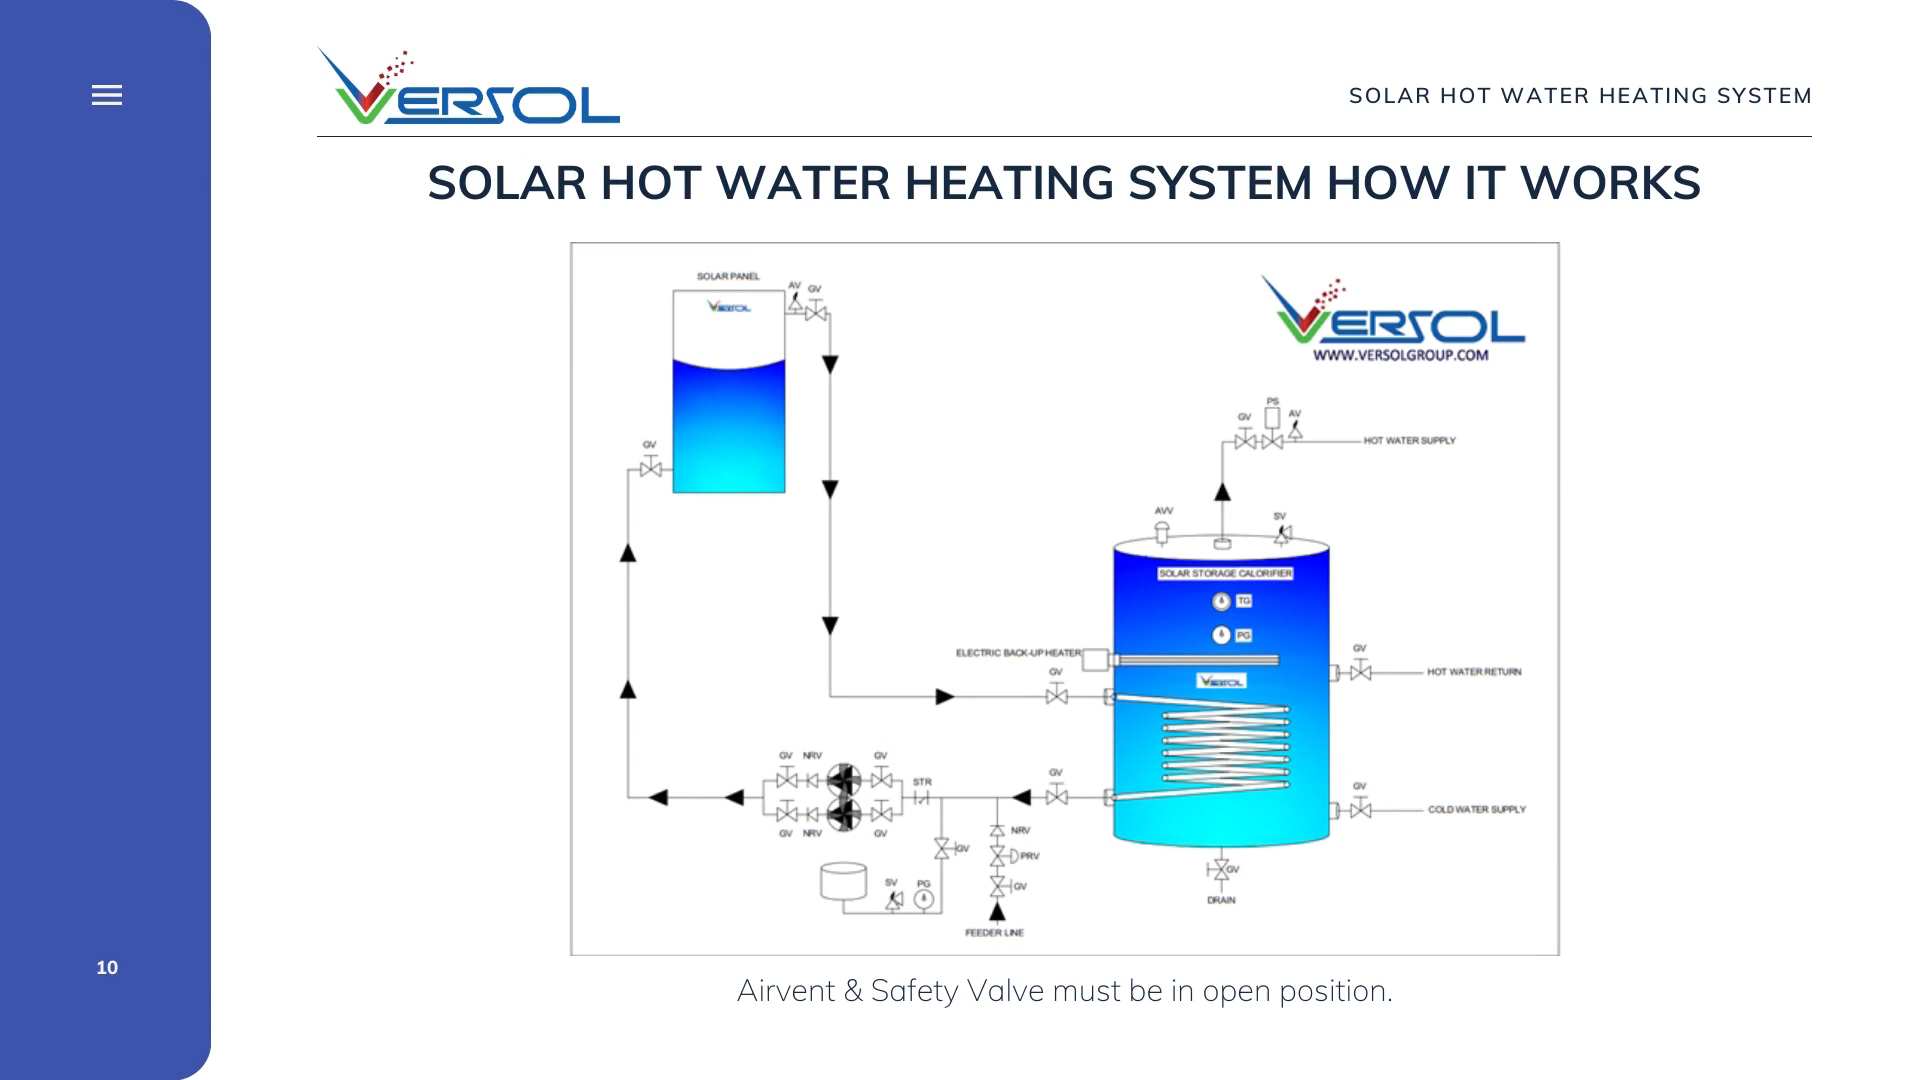 VERSOL
SOLAR HOT WATER HEATING SYSTEM
SOLAR HOT WATER HEATING SYSTEM HOW IT WORKS
SOLAR PANEL
VERSOL
AV
GV
VERSOL
WWW.VERSOLGROUP.COM
PS
GV
AV
HOT WATER SUPPLY
GV
AVV
SV
SOLAR STORAGE CALORIFIER
TG
PG
ELECTRIC BACK-UP HEATER
GV
GV
HOT WATER RETURN
VERSOL
GV
NRV
GV
STR
GV
GV
COLD WATER SUPPLY
GV
NRV
GV
NRV
GV
PRV
GV
GV
DRAIN
SV
PG
FEEDER LINE
10
Airvent & Safety Valve must be in open position.